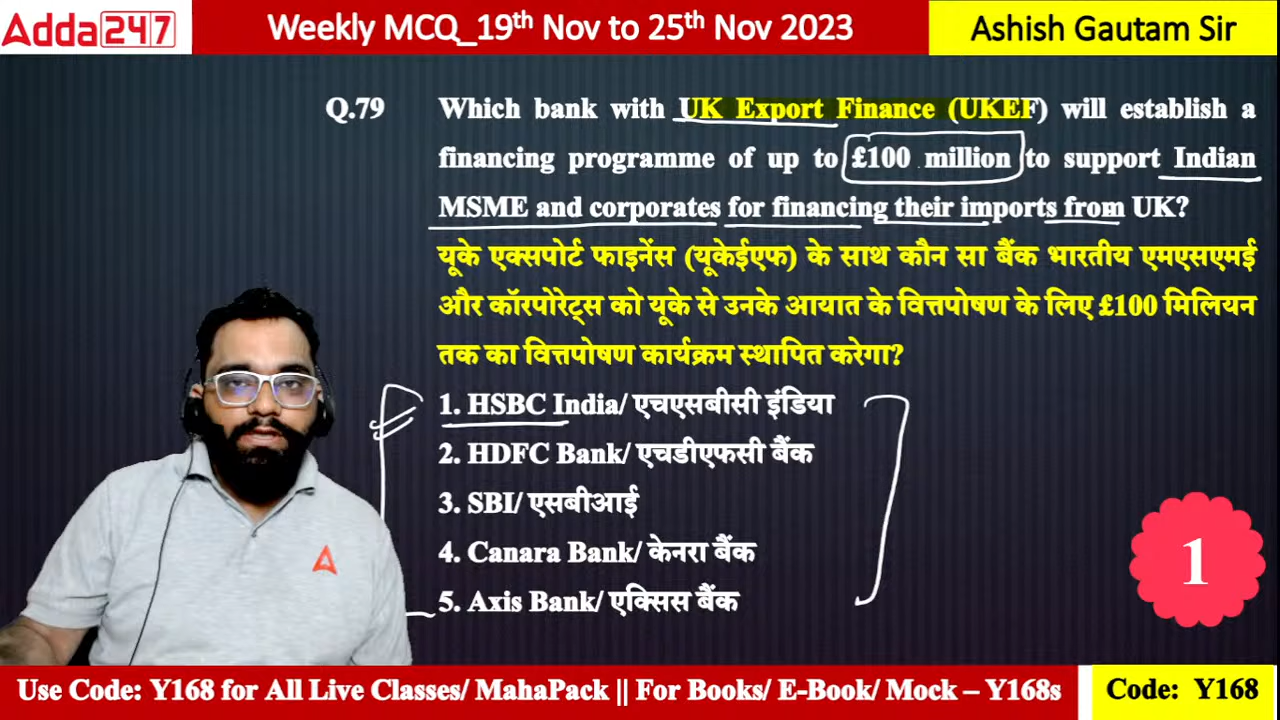 Adda247
Weekly MCQ_19th Nov to 25th Nov 2023
Ashish Gautam Sir
Q.79 Which bank with UK Export Finance (UKEF) will establish a
financing programme of up to £100 million to support Indian
MSME and corporates for financing their imports from UK?
यूके एक्सपोर्ट फाइनेंस (यूकेईएफ) के साथ कौन सा बैंक भारतीय एमएसएमई
और कॉरपोरेट्स को यूके से उनके आयात के वित्तपोषण के लिए £100 मिलियन
तक का वित्तपोषण कार्यक्रम स्थापित करेगा?
1. HSBC India/ एचएसबीसी इंडिया
2. HDFC Bank/ एचडीएफसी बैंक
3. SBI/ एसबीआई
4. Canara Bank/ केनरा बैंक
5. Axis Bank/ एक्सिस बैंक
1
Use Code: Y168 for All Live Classes/ MahaPack || For Books/ E-Book/ Mock – Y168s
Code: Y168